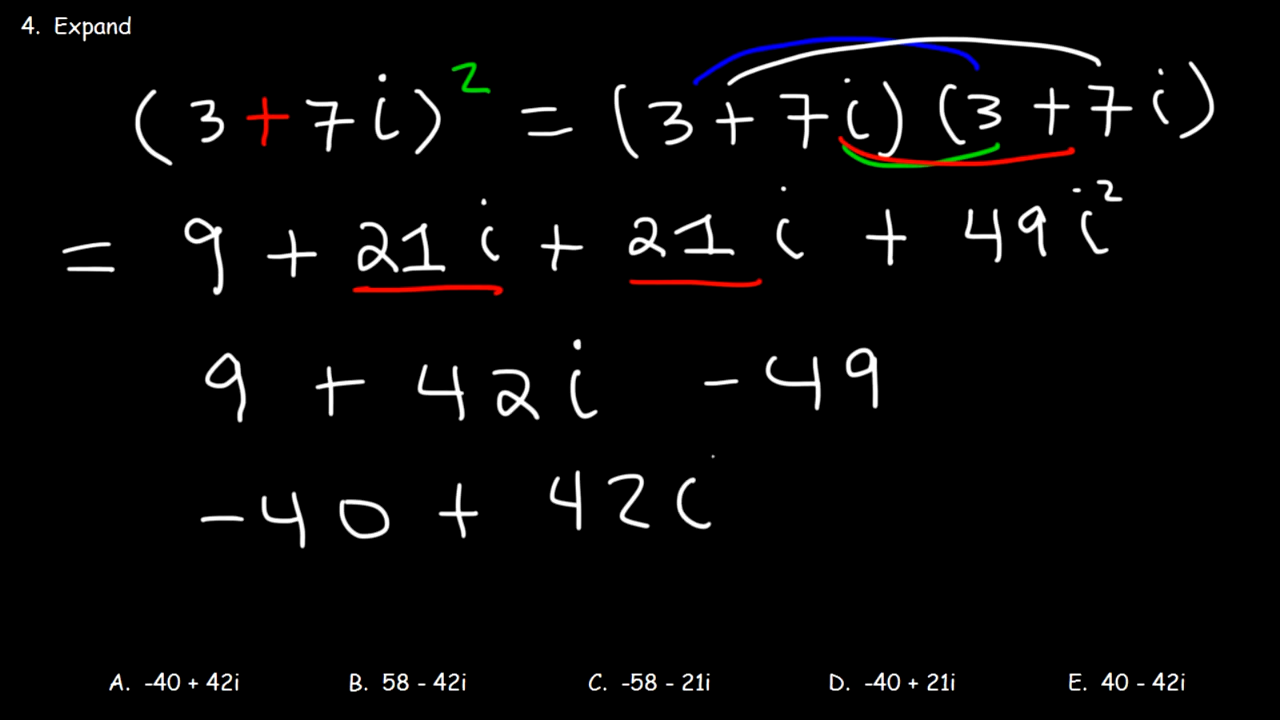 4. Expand
(3+7i)² = (3+7i)(3+7i)
= 9 + 21i + 21i + 49i²
9 + 42i -49
-40 + 42i
A. -40 + 42i B. 58 - 42i C. -58 - 21i D. -40 + 21i E. 40 - 42i